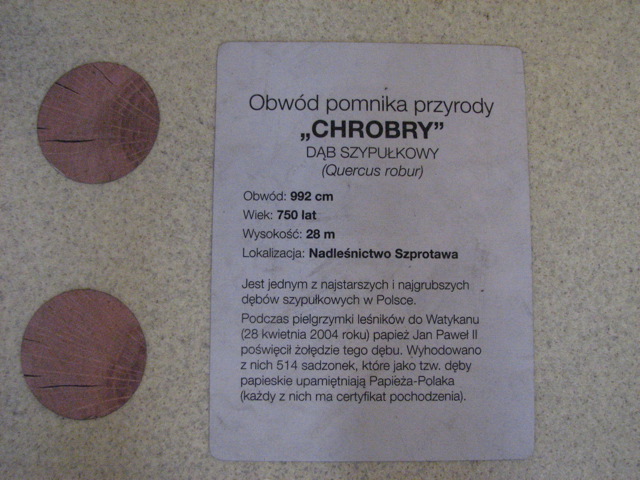 Obwód pomnika przyrody
„CHROBRY”
DĄB SZYPUŁKOWY
(Quercus robur)
Obwód: 992 cm
Wiek: 750 lat
Wysokość: 28 m
Lokalizacja: Nadleśnictwo Szprotawa
Jest jednym z najstarszych i najgrubszych
dębów szypułkowych w Polsce.
Podczas pielgrzymki leśników do Watykanu
(28 kwietnia 2004 roku) papież Jan Paweł II
poświęcił żołędzie tego dębu. Wyhodowano
z nich 514 sadzonek, które jako tzw. dęby
papieskie upamiętniają Papieża-Polaka
(każdy z nich ma certyfikat pochodzenia).